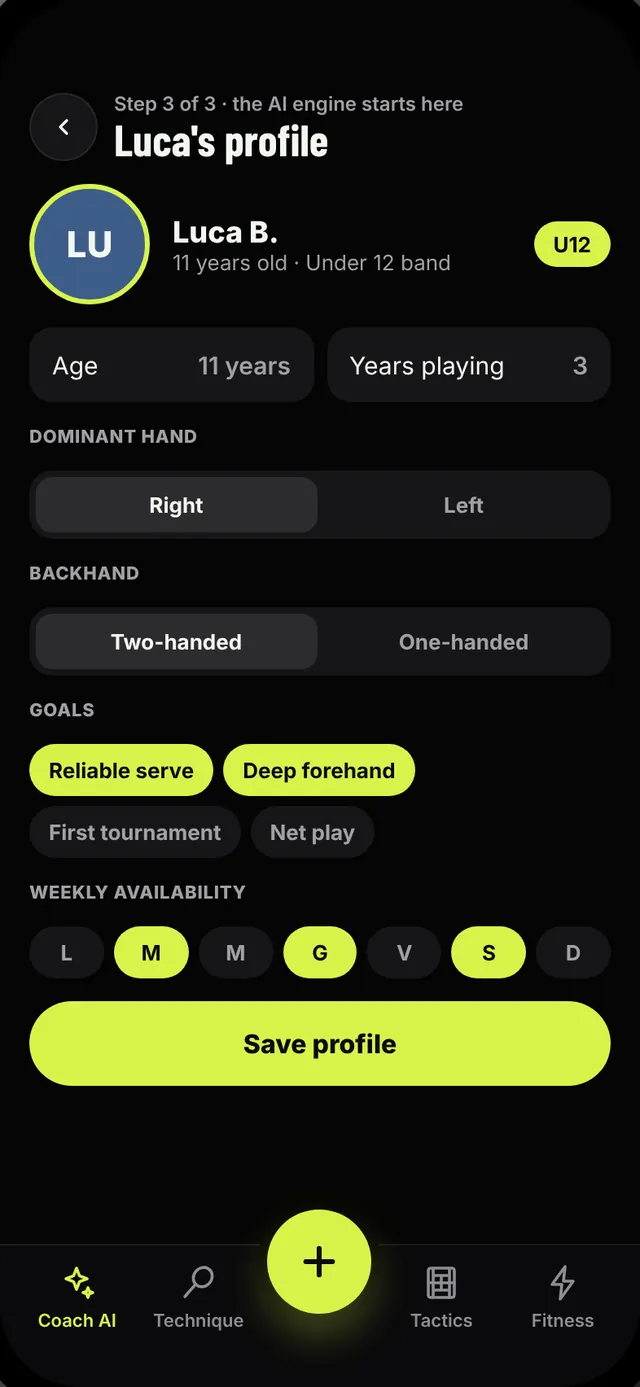 Step 3 of 3 · the AI engine starts here
Luca's profile
LU
Luca B.
11 years old · Under 12 band
U12
Age 11 years
Years playing 3
DOMINANT HAND
Right Left
BACKHAND
Two-handed One-handed
GOALS
Reliable serve Deep forehand
First tournament Net play
WEEKLY AVAILABILITY
L M M G V S D
Save profile
Coach AI Technique Tactics Fitness